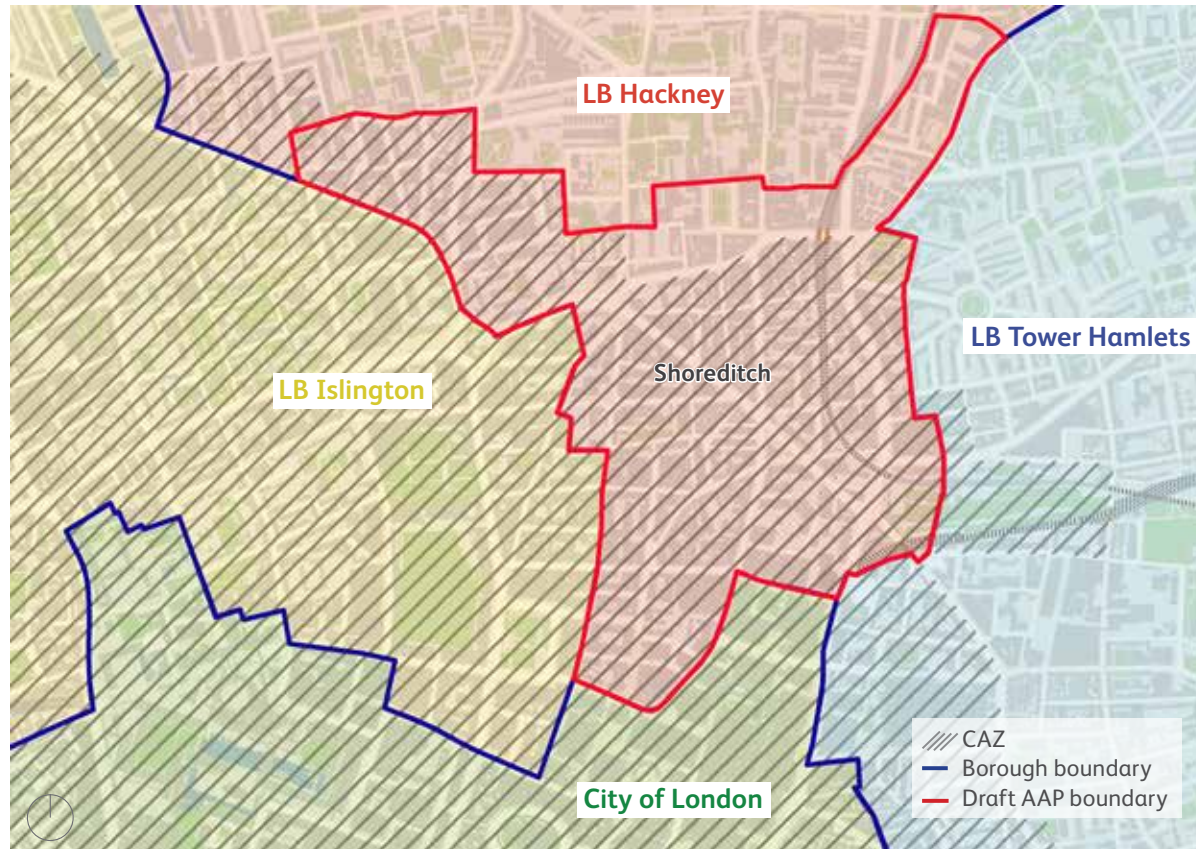 LB Hackney
LB Tower Hamlets
Shoreditch
LB Islington
CAZ
Borough boundary
Draft AAP boundary
City of London